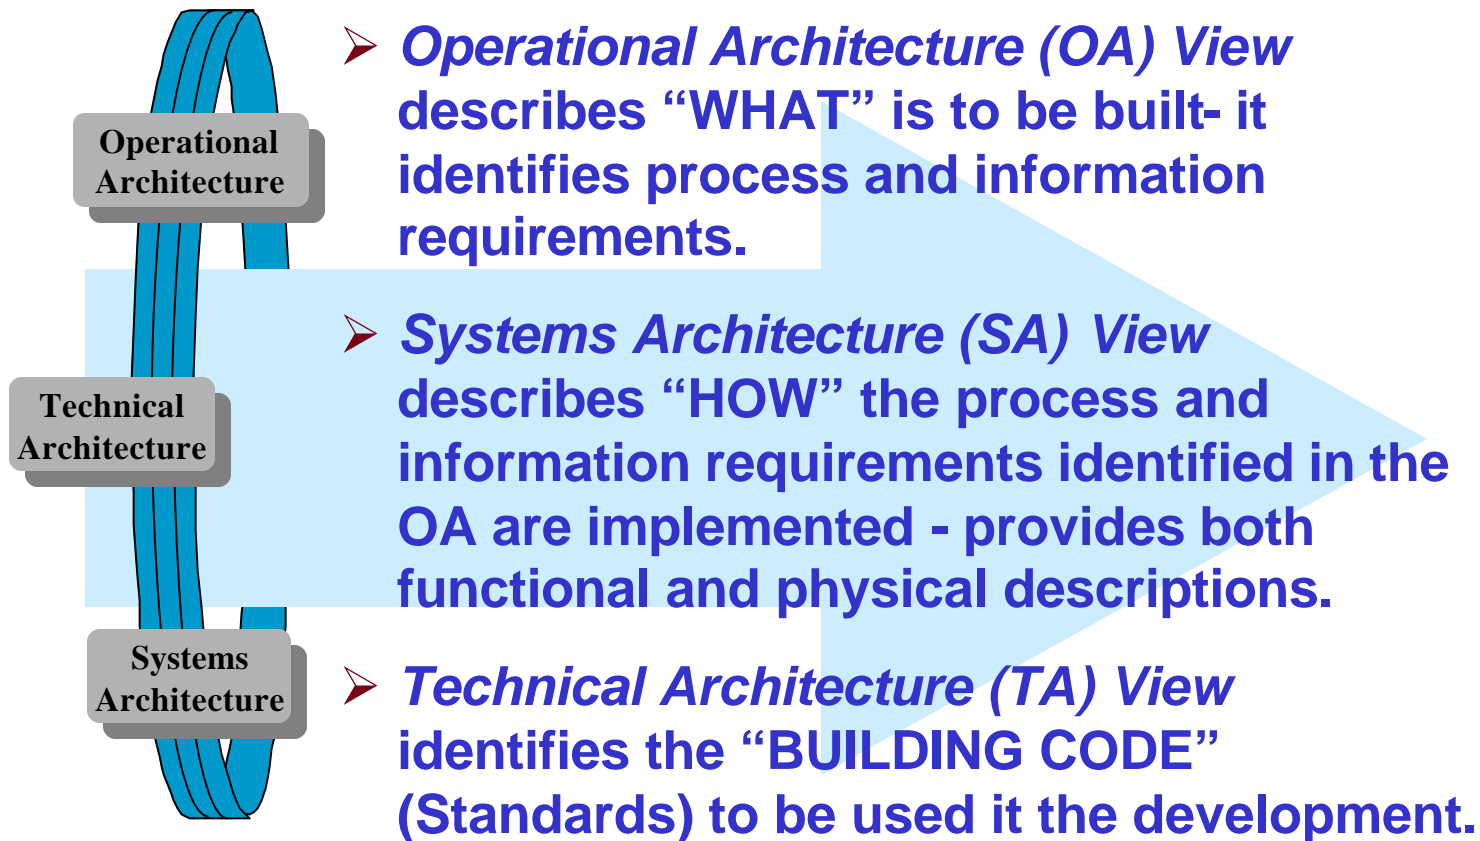 Operational
Architecture
Technical
Architecture
Systems
Architecture
➢ Operational Architecture (OA) View
describes “WHAT” is to be built- it
identifies process and information
requirements.
➢ Systems Architecture (SA) View
describes “HOW” the process and
information requirements identified in the
OA are implemented - provides both
functional and physical descriptions.
➢ Technical Architecture (TA) View
identifies the “BUILDING CODE”
(Standards) to be used it the development.